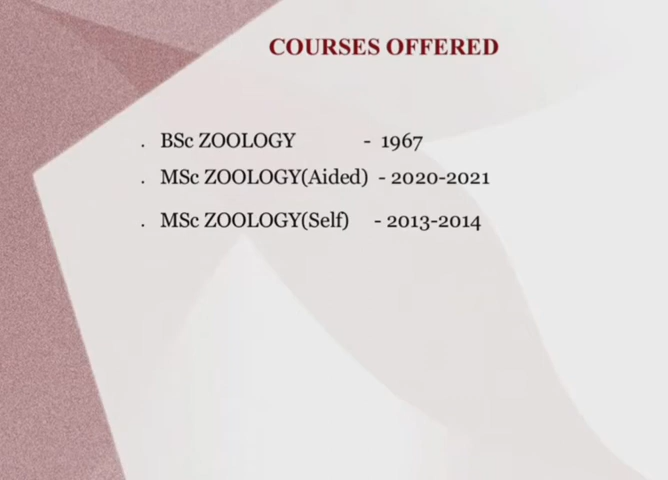 COURSES OFFERED
. BSc ZOOLOGY - 1967
. MSc ZOOLOGY(Aided) - 2020-2021
. MSc ZOOLOGY(Self) - 2013-2014